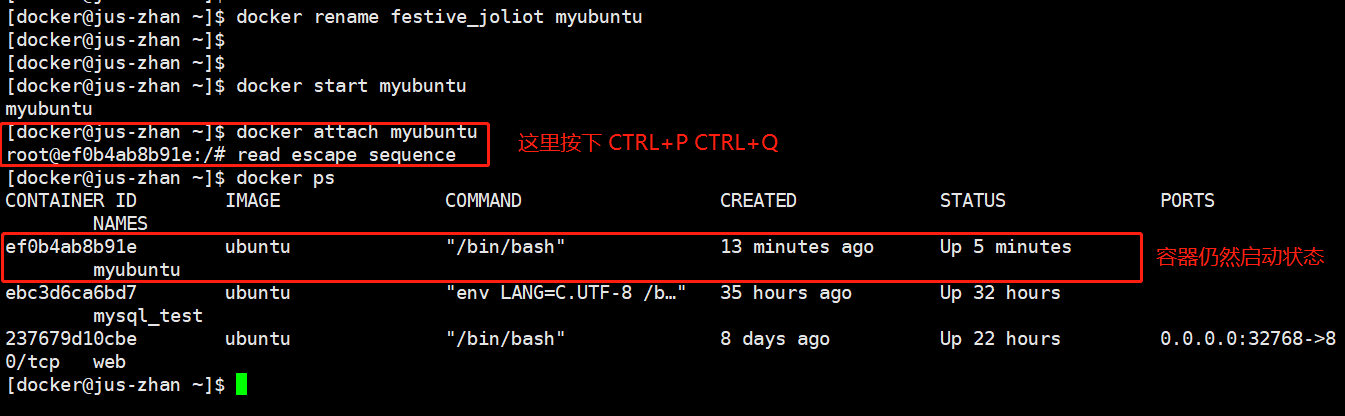 [docker@jus-zhan ~]$ docker rename festive_joliot myubuntu
[docker@jus-zhan ~]$
[docker@jus-zhan ~]$
[docker@jus-zhan ~]$ docker start myubuntu
myubuntu
[docker@jus-zhan ~]$ docker attach myubuntu
这里按下 CTRL+P CTRL+Q
root@ef0b4ab8b91e:/# read escape sequence
[docker@jus-zhan ~]$ docker ps
CONTAINER ID        IMAGE               COMMAND                  CREATED             STATUS              PORTS
        NAMES
ef0b4ab8b91e        ubuntu              "/bin/bash"              13 minutes ago      Up 5 minutes
容器仍然启动状态
        myubuntu
ebc3d6ca6bd7        ubuntu              "env LANG=C.UTF-8 /b…"   35 hours ago        Up 32 hours
        mysql_test
237679d10cbe        ubuntu              "/bin/bash"              8 days ago          Up 22 hours         0.0.0.0:32768->8
0/tcp   web
[docker@jus-zhan ~]$